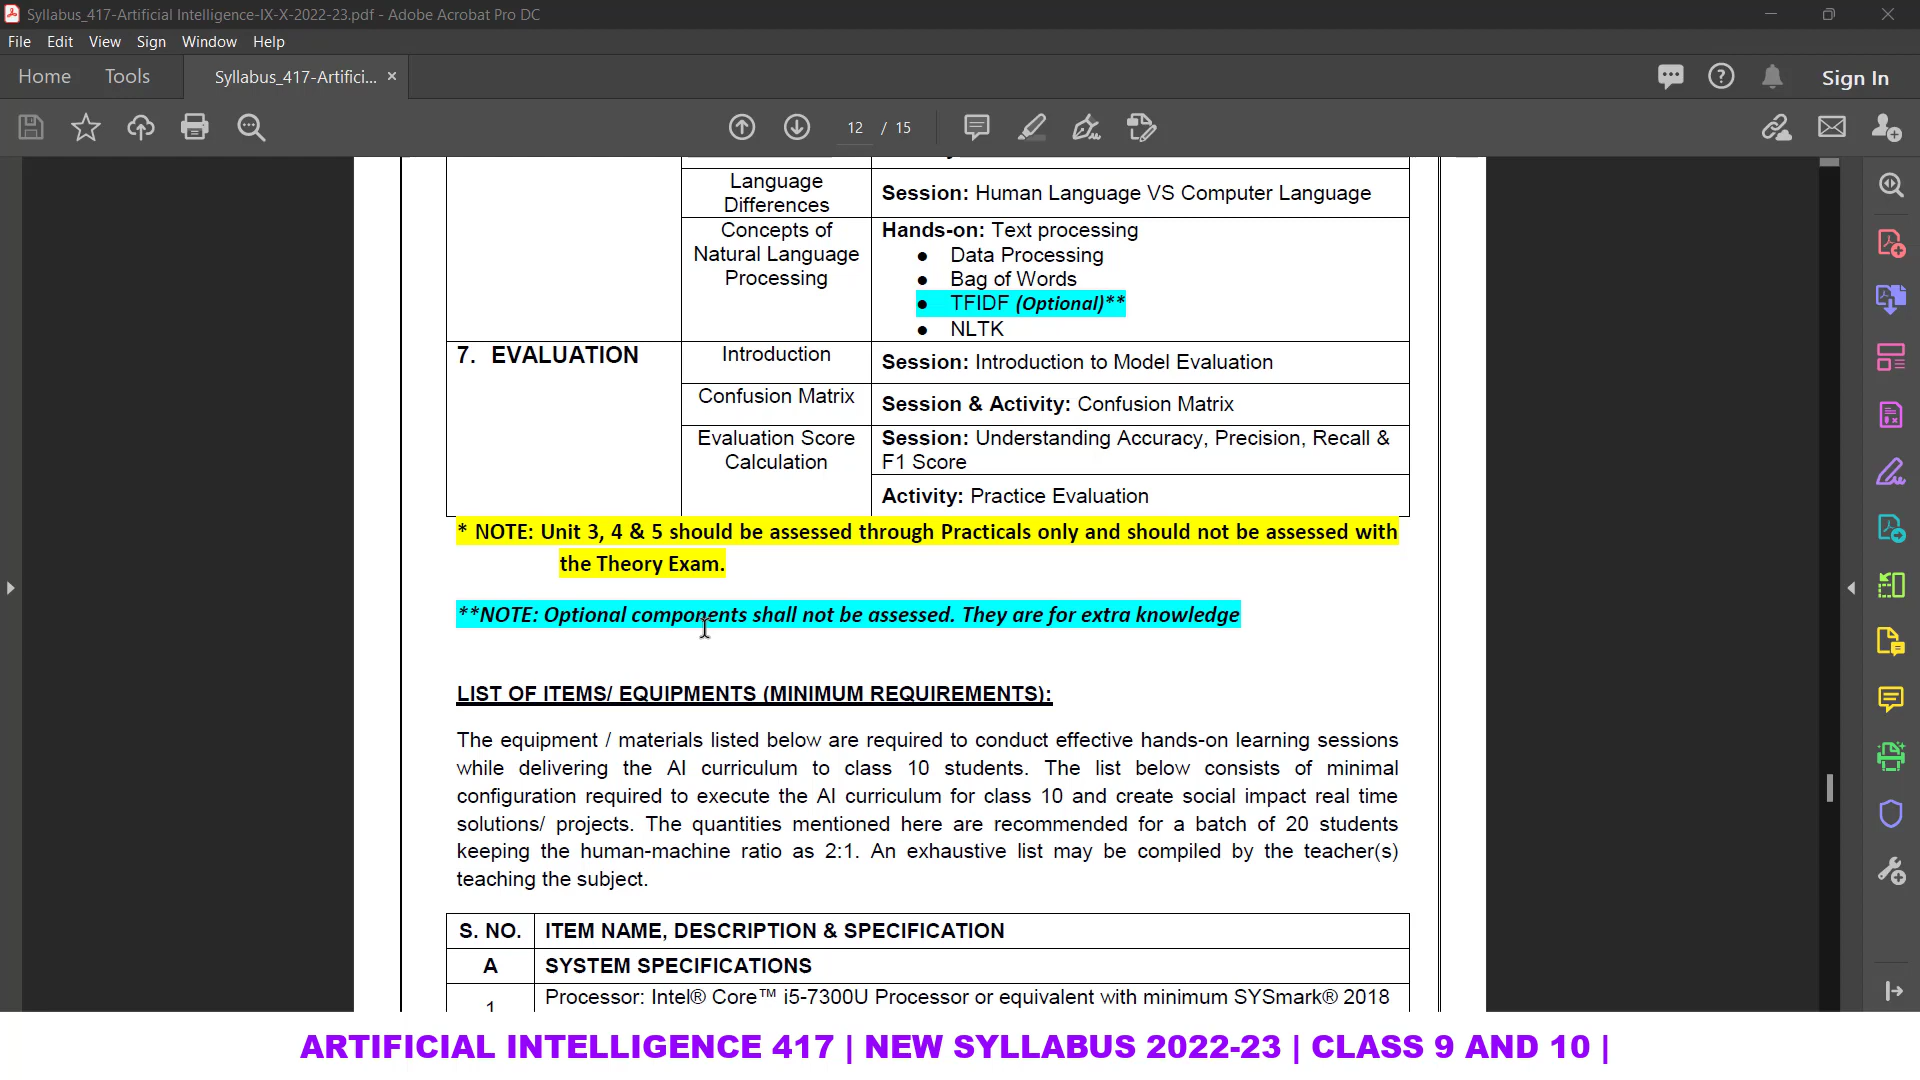 Syllabus_417-Artificial Intelligence-IX-X-2022-23.pdf - Adobe Acrobat Pro DC
File Edit View Sign Window Help
Home Tools Syllabus_417-Artifici... × Sign In
12 / 15
Language Differences
Session: Human Language VS Computer Language
Concepts of Natural Language Processing
Hands-on: Text processing
● Data Processing
● Bag of Words
● TFIDF (Optional)**
● NLTK
7. EVALUATION
Introduction
Session: Introduction to Model Evaluation
Confusion Matrix
Session & Activity: Confusion Matrix
Evaluation Score Calculation
Session: Understanding Accuracy, Precision, Recall &
F1 Score
Activity: Practice Evaluation
* NOTE: Unit 3, 4 & 5 should be assessed through Practicals only and should not be assessed with
the Theory Exam.
**NOTE: Optional components shall not be assessed. They are for extra knowledge
LIST OF ITEMS/ EQUIPMENTS (MINIMUM REQUIREMENTS):
The equipment / materials listed below are required to conduct effective hands-on learning sessions
while delivering the AI curriculum to class 10 students. The list below consists of minimal
configuration required to execute the AI curriculum for class 10 and create social impact real time
solutions/ projects. The quantities mentioned here are recommended for a batch of 20 students
keeping the human-machine ratio as 2:1. An exhaustive list may be compiled by the teacher(s)
teaching the subject.
S. NO. ITEM NAME, DESCRIPTION & SPECIFICATION
A SYSTEM SPECIFICATIONS
1 Processor: Intel® Core™ i5-7300U Processor or equivalent with minimum SYSmark® 2018
ARTIFICIAL INTELLIGENCE 417 | NEW SYLLABUS 2022-23 | CLASS 9 AND 10 |